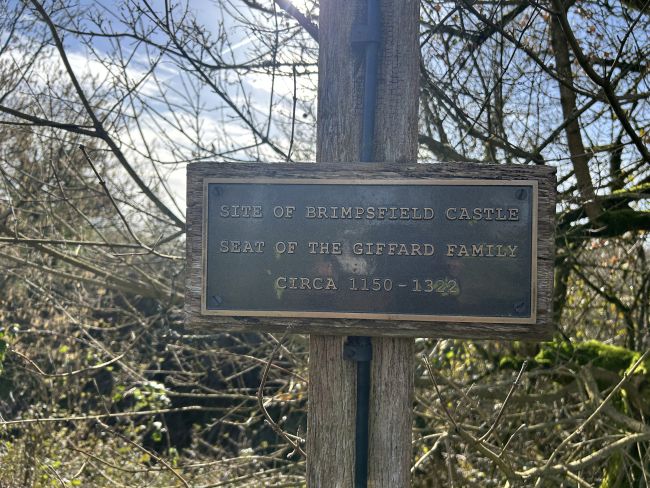 SITE OF BRIMPSFIELD CASTLE
SEAT OF THE GIFFARD FAMILY
CIRCA 1150-1322